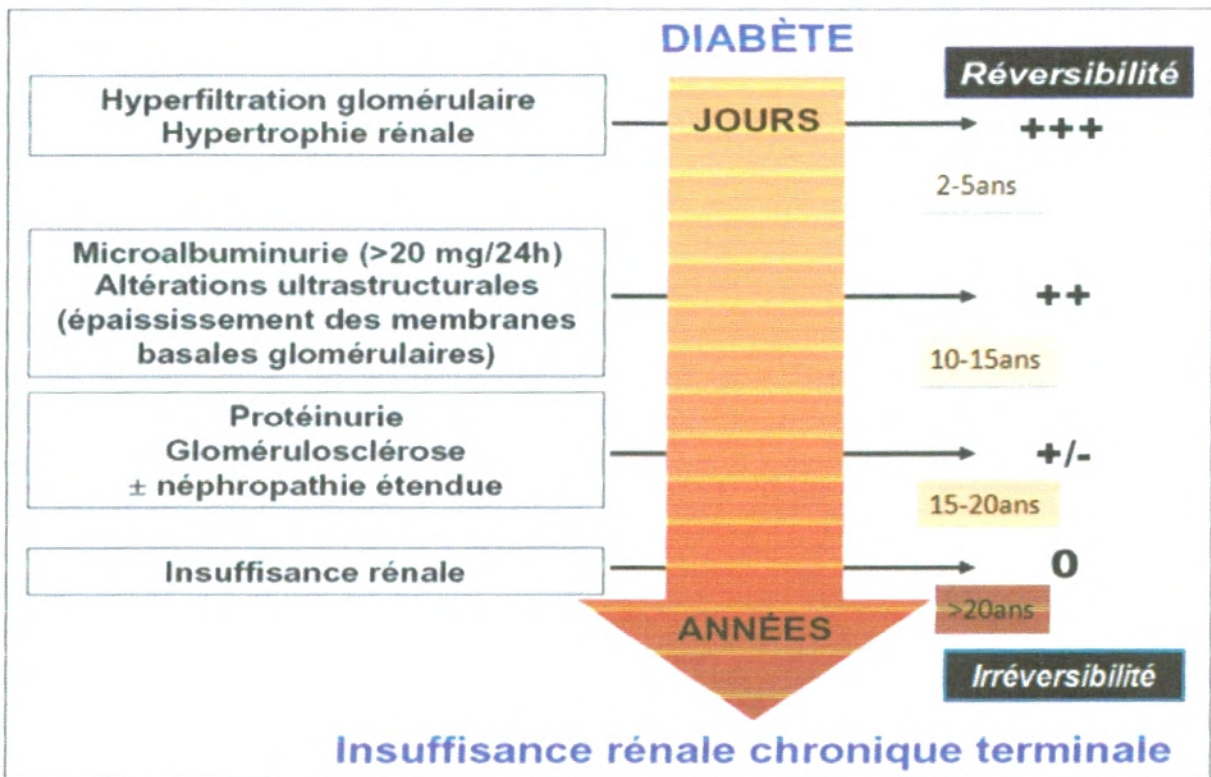 DIABÈTE
Réversibilité
Hyperfiltration glomérulaire
Hypertrophie rénale
JOURS
+++
2-5ans
Microalbuminurie (>20 mg/24h)
Altérations ultrastructurales
(épaississement des membranes
basales glomérulaires)
++
10-15ans
Protéinurie
Glomérulosclérose
± néphropathie étendue
+/-
15-20ans
Insuffisance rénale
0
>20ans
ANNÉES
Irréversibilité
Insuffisance rénale chronique terminale